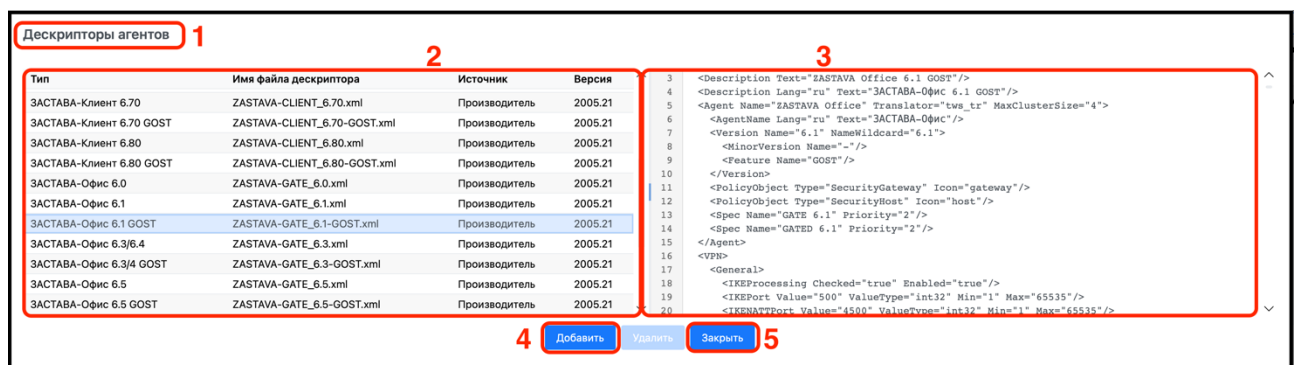 Дескрипторы агентов 1
2 3
Тип Имя файла дескриптора Источник Версия
ЗАСТАВА-Клиент 6.70 ZASTAVA-CLIENT_6.70.xml Производитель 2005.21
ЗАСТАВА-Клиент 6.70 GOST ZASTAVA-CLIENT_6.70-GOST.xml Производитель 2005.21
ЗАСТАВА-Клиент 6.80 ZASTAVA-CLIENT_6.80.xml Производитель 2005.21
ЗАСТАВА-Клиент 6.80 GOST ZASTAVA-CLIENT_6.80-GOST.xml Производитель 2005.21
ЗАСТАВА-Офис 6.0 ZASTAVA-GATE_6.0.xml Производитель 2005.21
ЗАСТАВА-Офис 6.1 ZASTAVA-GATE_6.1.xml Производитель 2005.21
ЗАСТАВА-Офис 6.1 GOST ZASTAVA-GATE_6.1-GOST.xml Производитель 2005.21
ЗАСТАВА-Офис 6.3/6.4 ZASTAVA-GATE_6.3.xml Производитель 2005.21
ЗАСТАВА-Офис 6.3/4 GOST ZASTAVA-GATE_6.3-GOST.xml Производитель 2005.21
ЗАСТАВА-Офис 6.5 ZASTAVA-GATE_6.5.xml Производитель 2005.21
ЗАСТАВА-Офис 6.5 GOST ZASTAVA-GATE_6.5-GOST.xml Производитель 2005.21
3 <Description Text="ZASTAVA Office 6.1 GOST"/>
4 <Description Lang="ru" Text="ЗАСТАВА-Офис 6.1 GOST"/>
5 <Agent Name="ZASTAVA Office" Translator="tws_tr" MaxClusterSize="4">
6 <AgentName Lang="ru" Text="ЗАСТАВА-Офис"/>
7 <Version Name="6.1" NameWildcard="6.1">
8 <MinorVersion Name="-"/>
9 <Feature Name="GOST"/>
10 </Version>
11 <PolicyObject Type="SecurityGateway" Icon="gateway"/>
12 <PolicyObject Type="SecurityHost" Icon="host"/>
13 <Spec Name="GATE 6.1" Priority="2"/>
14 <Spec Name="GATED 6.1" Priority="2"/>
15 </Agent>
16 <VPN>
17 <General>
18 <IKEProcessing Checked="true" Enabled="true"/>
19 <IKEPort Value="500" ValueType="int32" Min="1" Max="65535"/>
20 <IKENATTPort Value="4500" ValueType="int32" Min="1" Max="65535"/>
4 Добавить Удалить Закрыть 5